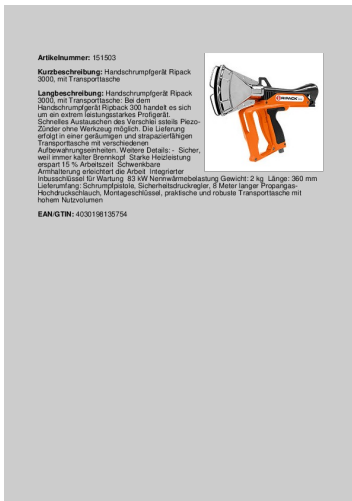 Artikelnummer: 151503
Kurzbeschreibung: Handschrumpfgerät Ripack
3000, mit Transporttasche
Langbeschreibung: Handschrumpfgerät Ripack
3000, mit Transporttasche: Bei dem
Handschrumpfgerät Ripback 300 handelt es sich
um ein extrem leistungsstarkes Profigerät.
Schnelles Austauschen des Verschlei ssteils Piezo-
Zünder ohne Werkzeug möglich. Die Lieferung
erfolgt in einer geräumigen und strapazierfähigen
Transporttasche mit verschiedenen
Aufbewahrungseinheiten. Weitere Details: - Sicher,
weil immer kalter Brennkopf  Starke Heizleistung
erspart 15 % Arbeitszeit  Schwenkbare
Armhalterung erleichtert die Arbeit  Integrierter
Inbusschlüssel für Wartung  83 kW Nennwärmebelastung Gewicht: 2 kg  Länge: 360 mm
Lieferumfang: Schrumpfpistole, Sicherheitsdruckregler, 8 Meter langer Propangas-
Hochdruckschlauch, Montageschlüssel, praktische und robuste Transporttasche mit
hohem Nutzvolumen
EAN/GTIN: 4030198135754
RIPACK